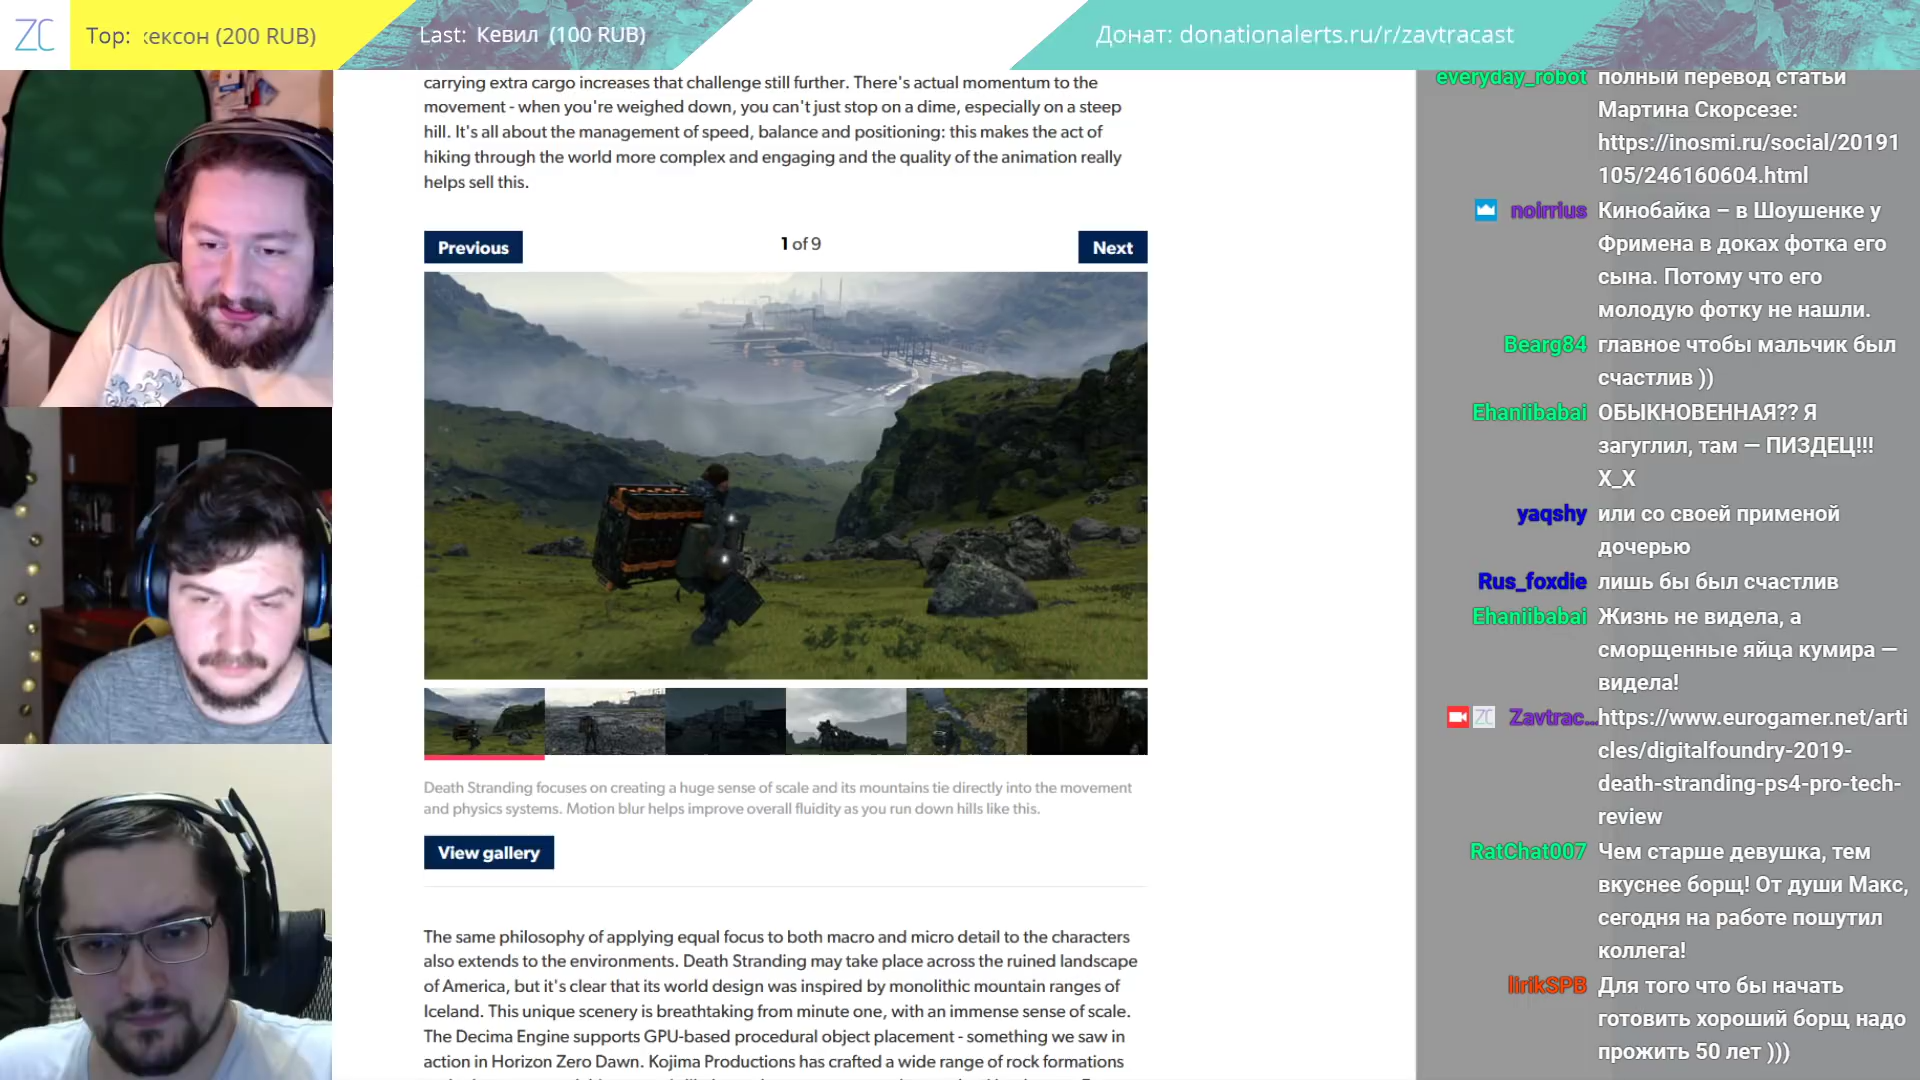 ZC
Top: кексон (200 RUB)
Last: Кевил (100 RUB)
Донат: donationalerts.ru/r/zavtracast
carrying extra cargo increases that challenge still further. There's actual momentum to the
movement - when you're weighed down, you can't just stop on a dime, especially on a steep
hill. It's all about the management of speed, balance and positioning: this makes the act of
hiking through the world more complex and engaging and the quality of the animation really
helps sell this.
Previous
1 of 9
Next
Death Stranding focuses on creating a huge sense of scale and its mountains tie directly into the movement
and physics systems. Motion blur helps improve overall fluidity as you run down hills like this.
View gallery
The same philosophy of applying equal focus to both macro and micro detail to the characters
also extends to the environments. Death Stranding may take place across the ruined landscape
of America, but it's clear that its world design was inspired by monolithic mountain ranges of
Iceland. This unique scenery is breathtaking from minute one, with an immense sense of scale.
The Decima Engine supports GPU-based procedural object placement - something we saw in
action in Horizon Zero Dawn. Kojima Productions has crafted a wide range of rock formations
everyday_robot полный перевод статьи
Мартина Скорсезе:
https://inosmi.ru/social/20191
105/246160604.html
noirrius Кинобайка – в Шоушенке у
Фримена в доках фотка его
сына. Потому что его
молодую фотку не нашли.
Bearg84 главное чтобы мальчик был
счастлив ))
Ehaniibabai ОБЫКНОВЕННАЯ?? Я
загуглил, там — ПИЗДЕЦ!!!
X_X
yaqshy или со своей применой
дочерью
Rus_foxdie лишь бы был счастлив
Ehaniibabai Жизнь не видела, а
сморщенные яйца кумира —
видела!
ZC Zavtrac... https://www.eurogamer.net/arti
cles/digitalfoundry-2019-
death-stranding-ps4-pro-tech-
review
RatChat007 Чем старше девушка, тем
вкуснее борщ! От души Макс,
сегодня на работе пошутил
коллега!
lirikSPB Для того что бы начать
готовить хороший борщ надо
прожить 50 лет )))